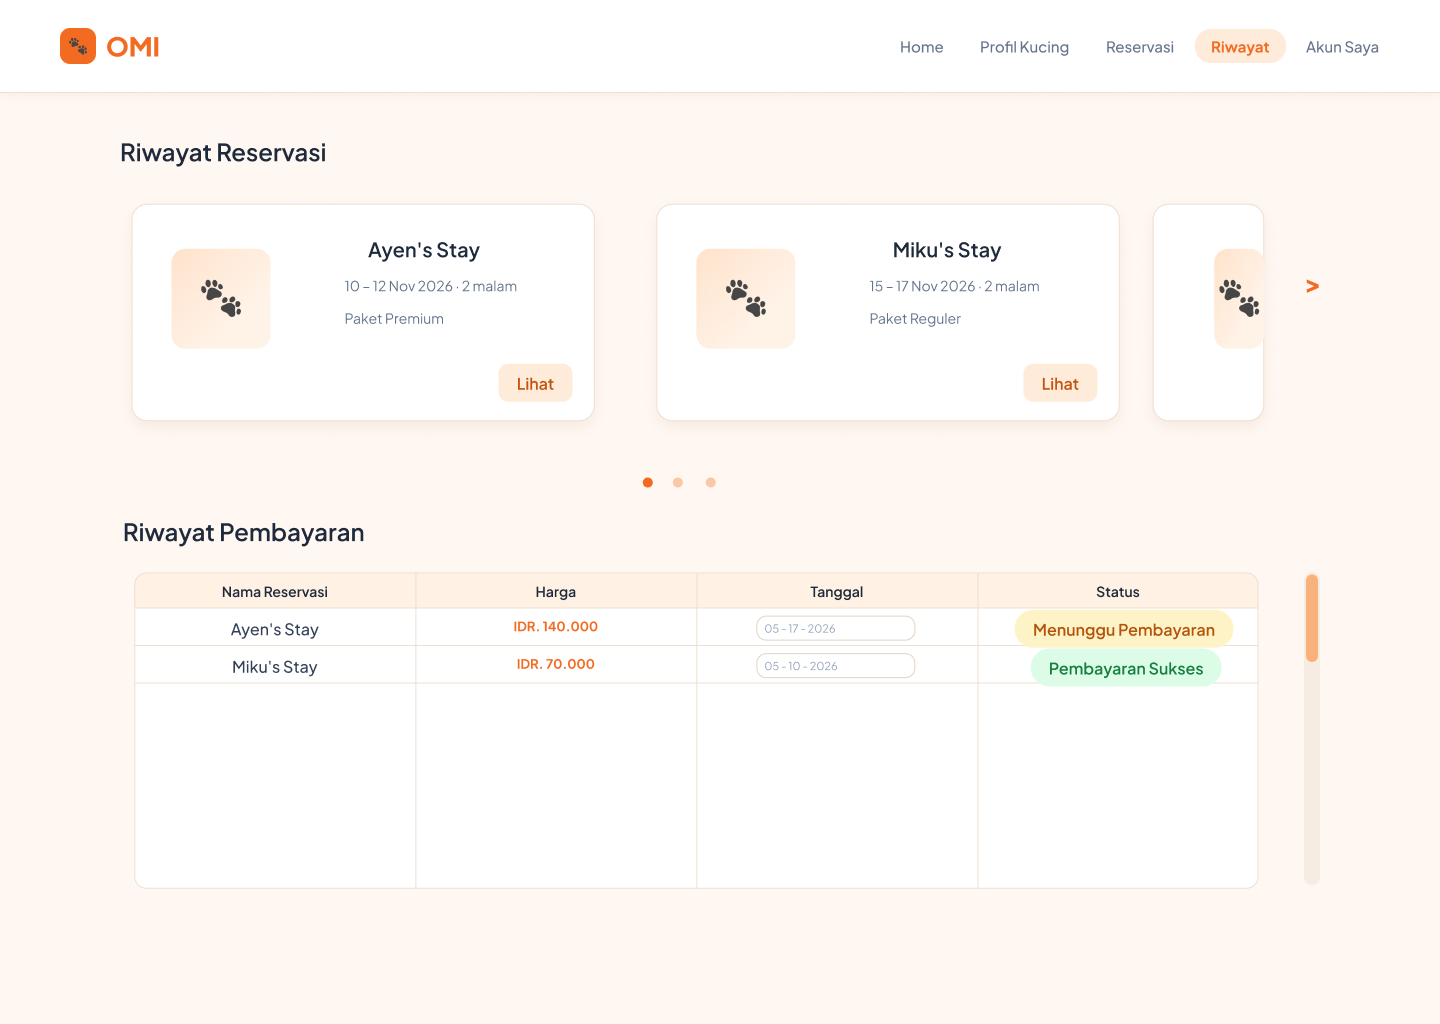 OMI
Home Profil Kucing Reservasi Riwayat Akun Saya
Riwayat Reservasi
Ayen's Stay
10 – 12 Nov 2026 · 2 malam
Paket Premium
Lihat
Miku's Stay
15 – 17 Nov 2026 · 2 malam
Paket Reguler
Lihat
>
Riwayat Pembayaran
Nama Reservasi Harga Tanggal Status
Ayen's Stay IDR. 140.000 05 - 17 - 2026 Menunggu Pembayaran
Miku's Stay IDR. 70.000 05 - 10 - 2026 Pembayaran Sukses